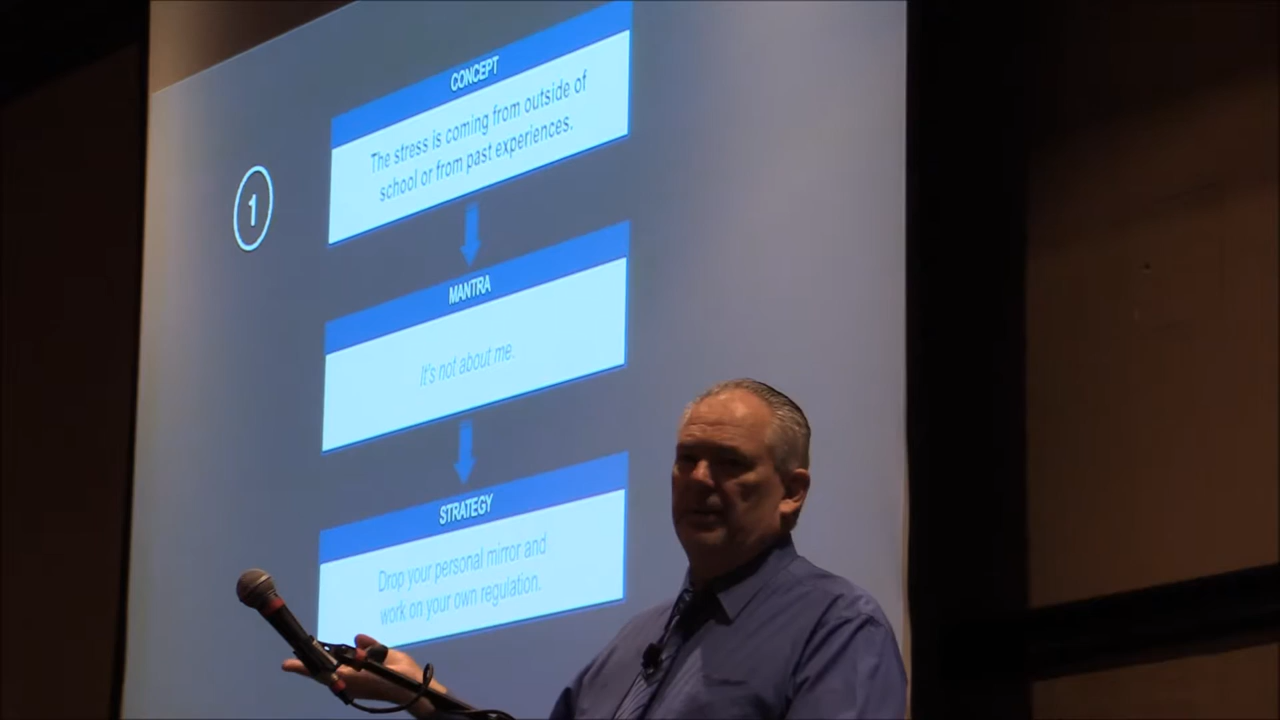 1
CONCEPT
The stress is coming from outside of
school or from past experiences.
MANTRA
It's not about me.
STRATEGY
Drop your personal mirror and
work on your own regulation.